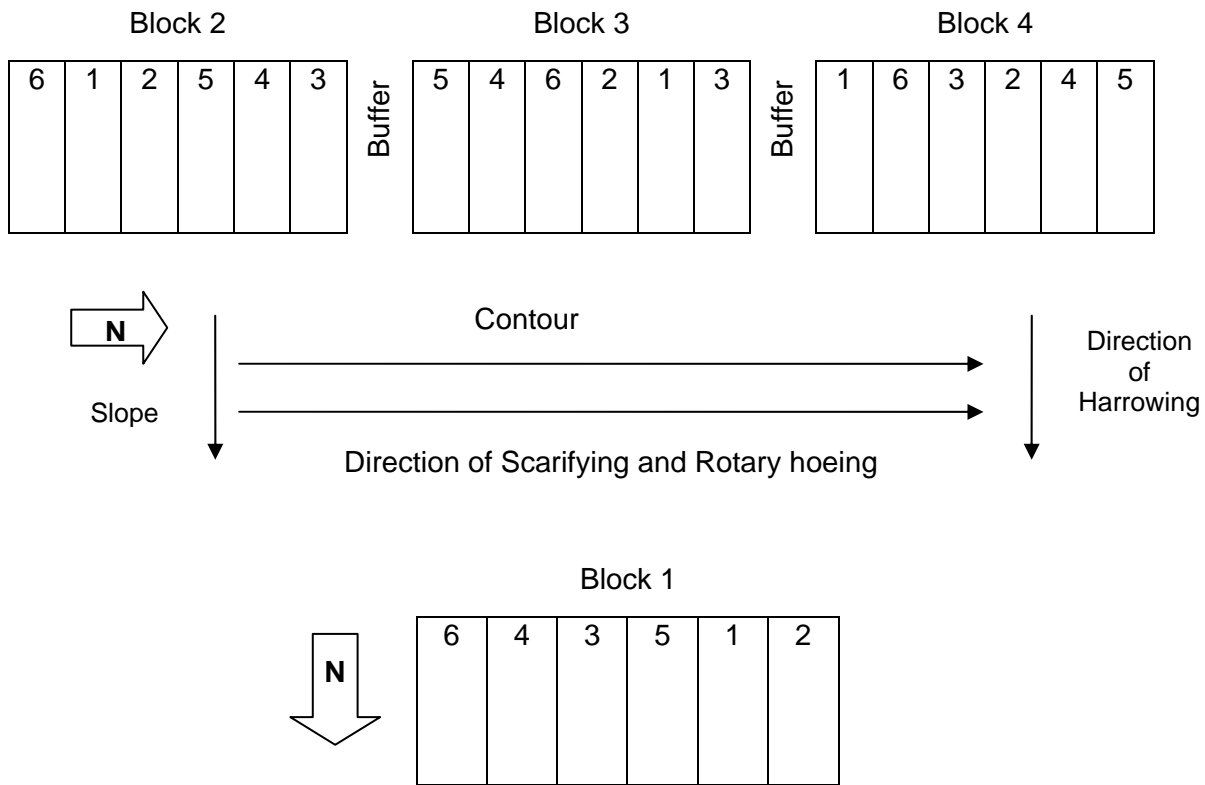 Block 2 Block 3 Block 4
6 1 2 5 4 3 Buffer 5 4 6 2 1 3 Buffer 1 6 3 2 4 5
N
Slope
Contour
Direction of Scarifying and Rotary hoeing
Direction
of
Harrowing
Block 1
6 4 3 5 1 2
N